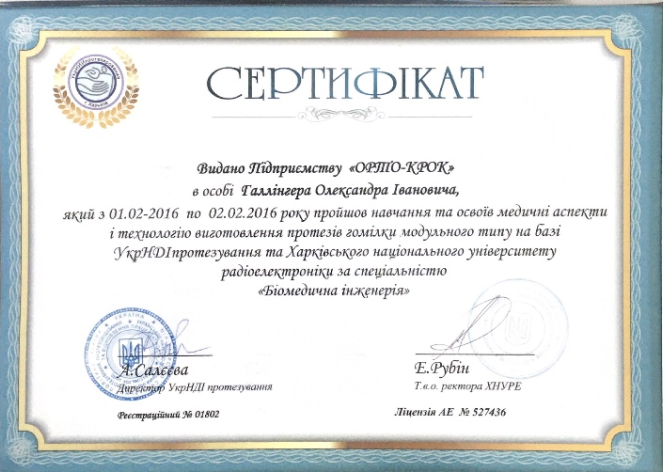 СЕРТИФІКАТ
Видано Підприємству «ОРТО-КРОК»
в особі Галлінгера Олександра Івановича,
який з 01.02-2016 по 02.02.2016 року пройшов навчання та освоїв медичні аспекти
і технологію виготовлення протезів гомілки модульного типу на базі
УкрНДІпротезування та Харківського національного університету
радіоелектроніки за спеціальністю
«Біомедична інженерія»
А.Салєєва
Директор УкрНДІ протезування
Е.Рубін
Т.в.о. ректора ХНУРЕ
Реєстраційний № 01802
Ліцензія АЕ № 527436